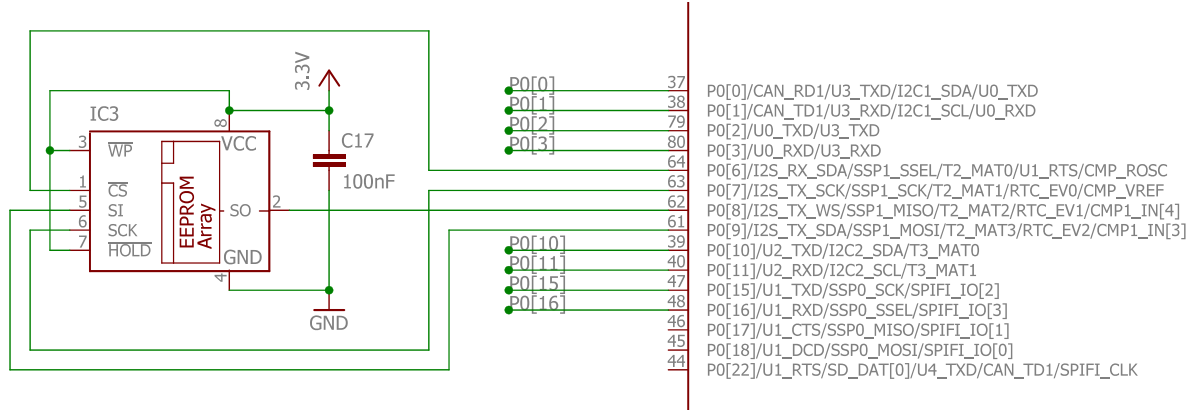 3.3V
IC3
8
VCC
C17
100nF
3
WP
1
CS
5
SI
6
SCK
7
HOLD
EEPROM
Array
SO
2
GND
4
GND
P0[0]
37
P0[0]/CAN_RD1/U3_TXD/I2C1_SDA/U0_TXD
P0[1]
38
P0[1]/CAN_TD1/U3_RXD/I2C1_SCL/U0_RXD
P0[2]
79
P0[2]/U0_TXD/U3_TXD
P0[3]
80
P0[3]/U0_RXD/U3_RXD
64
P0[6]/I2S_RX_SDA/SSP1_SSEL/T2_MAT0/U1_RTS/CMP_ROSC
63
P0[7]/I2S_TX_SCK/SSP1_SCK/T2_MAT1/RTC_EV0/CMP_VREF
62
P0[8]/I2S_TX_WS/SSP1_MISO/T2_MAT2/RTC_EV1/CMP1_IN[4]
61
P0[9]/I2S_TX_SDA/SSP1_MOSI/T2_MAT3/RTC_EV2/CMP1_IN[3]
P0[10]
39
P0[10]/U2_TXD/I2C2_SDA/T3_MAT0
P0[11]
40
P0[11]/U2_RXD/I2C2_SCL/T3_MAT1
P0[15]
47
P0[15]/U1_TXD/SSP0_SCK/SPIFI_IO[2]
P0[16]
48
P0[16]/U1_RXD/SSP0_SSEL/SPIFI_IO[3]
46
P0[17]/U1_CTS/SSP0_MISO/SPIFI_IO[1]
45
P0[18]/U1_DCD/SSP0_MOSI/SPIFI_IO[0]
44
P0[22]/U1_RTS/SD_DAT[0]/U4_TXD/CAN_TD1/SPIFI_CLK